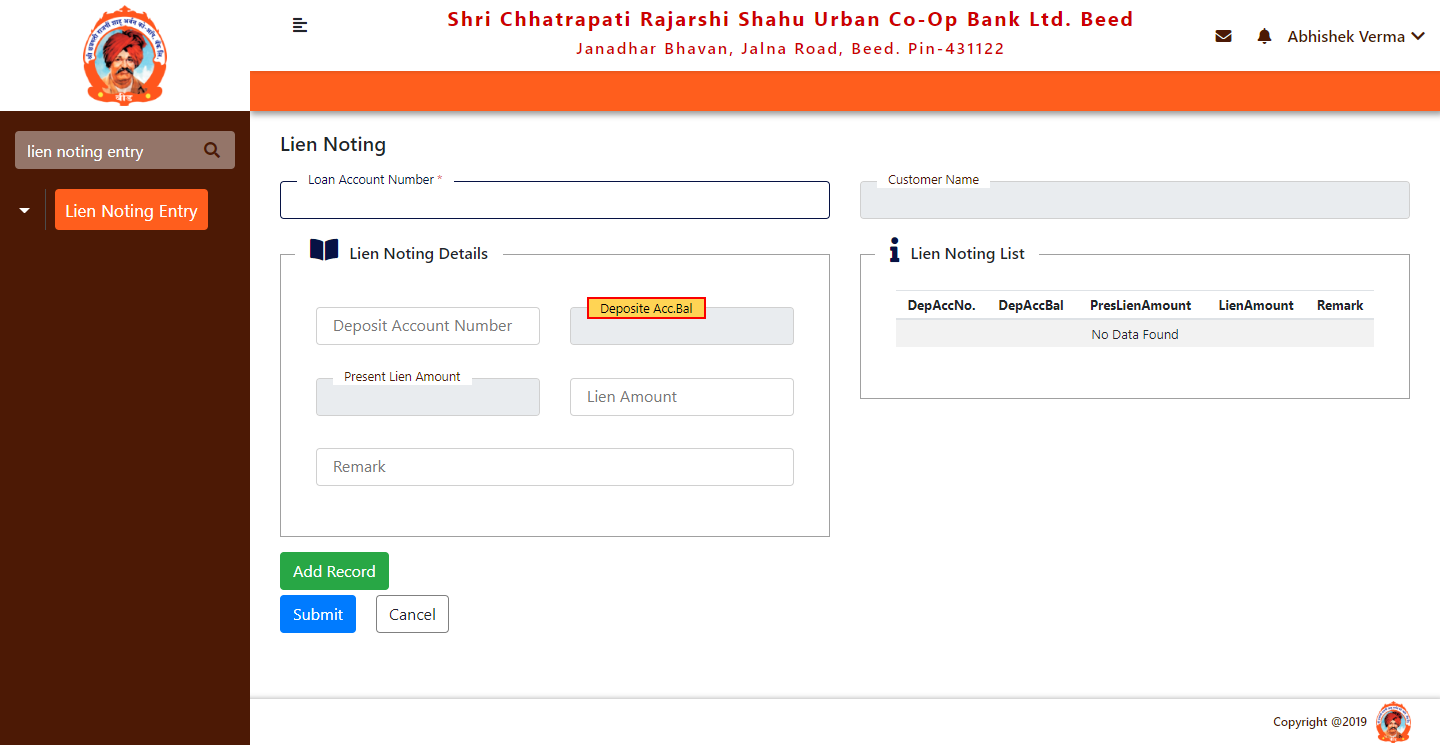 Shri Chhatrapati Rajarshi Shahu Urban Co-Op Bank Ltd. Beed
Janadhar Bhavan, Jalna Road, Beed. Pin-431122
Abhishek Verma
lien noting entry
Lien Noting Entry
Lien Noting
Loan Account Number *
Customer Name
Lien Noting Details
Deposit Account Number
Deposite Acc.Bal
Present Lien Amount
Lien Amount
Remark
Lien Noting List
DepAccNo. DepAccBal PresLienAmount LienAmount Remark
No Data Found
Add Record
Submit Cancel
Copyright @2019